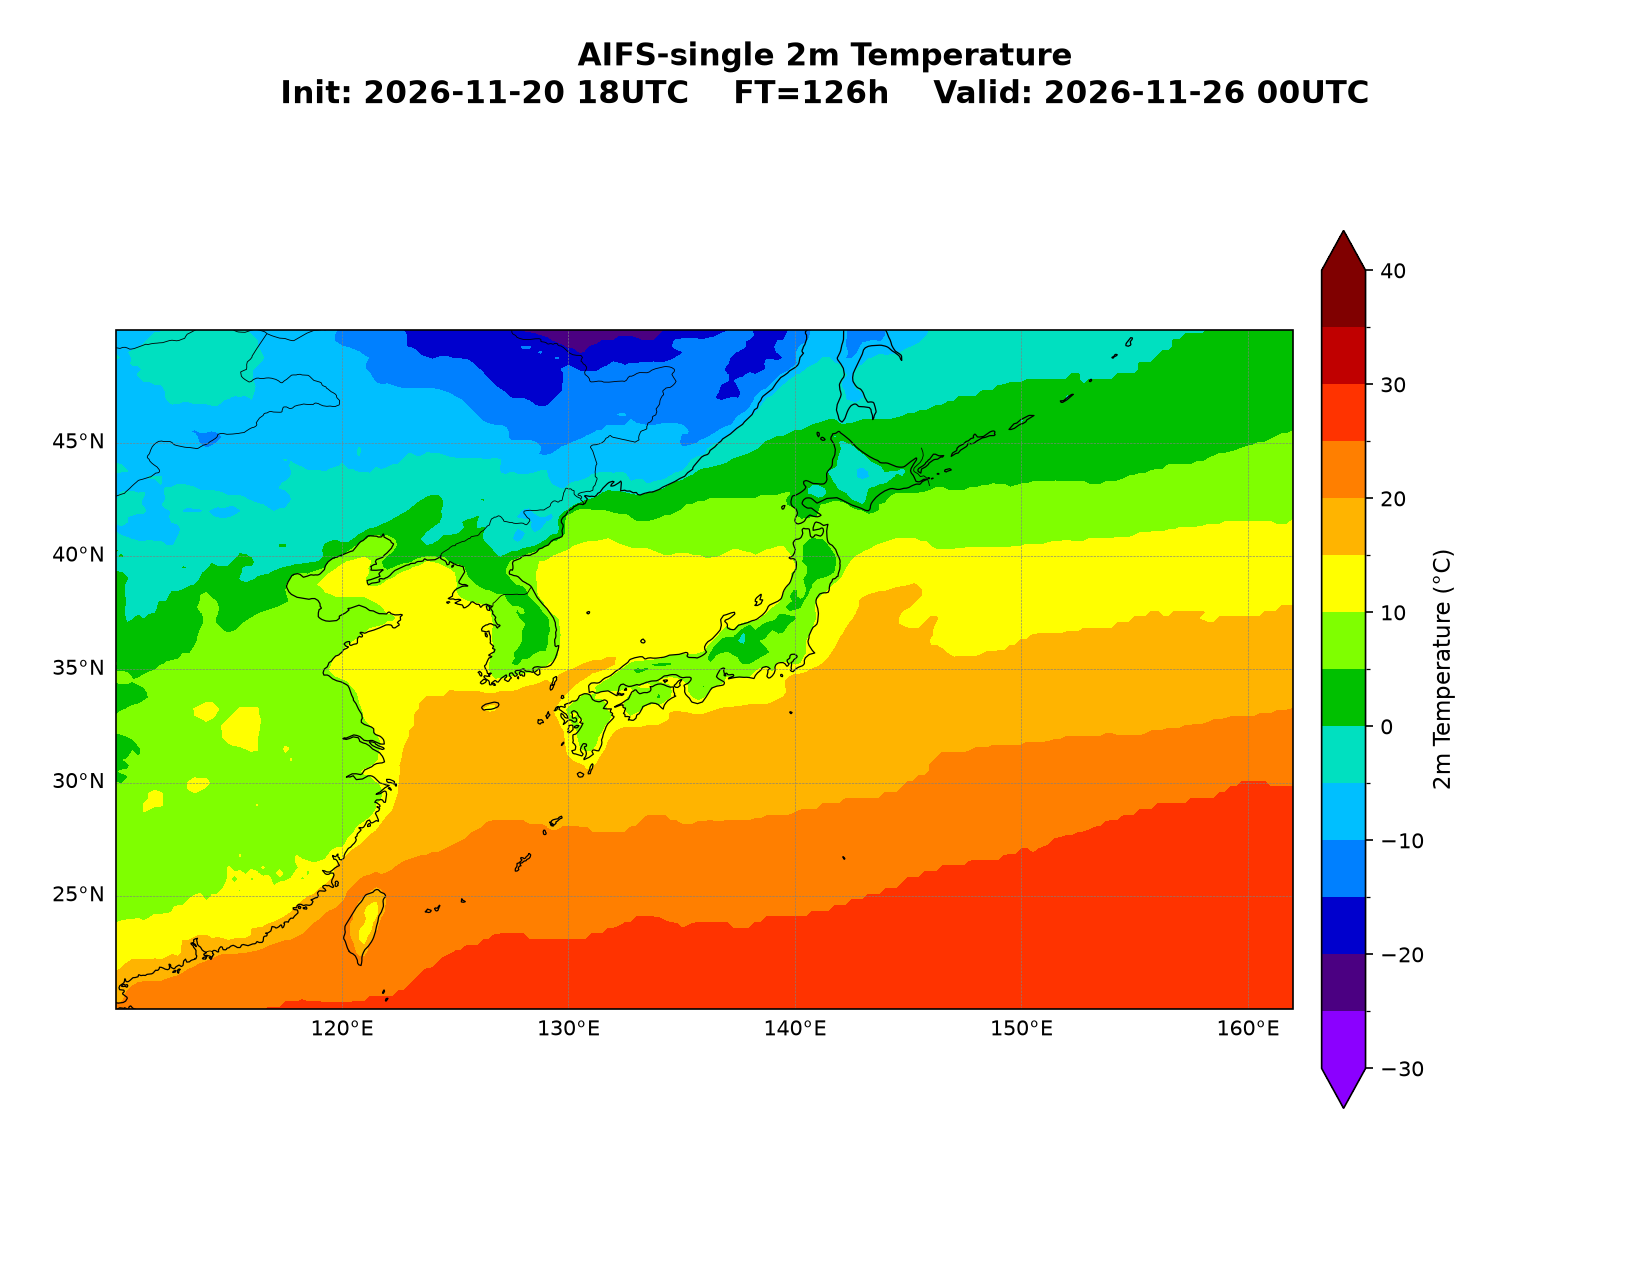 AIFS-single 2m Temperature
Init: 2026-11-20 18UTC    FT=126h    Valid: 2026-11-26 00UTC
45°N
40°N
35°N
30°N
25°N
120°E
130°E
140°E
150°E
160°E
40
30
20
10
0
−10
−20
−30
2m Temperature (°C)